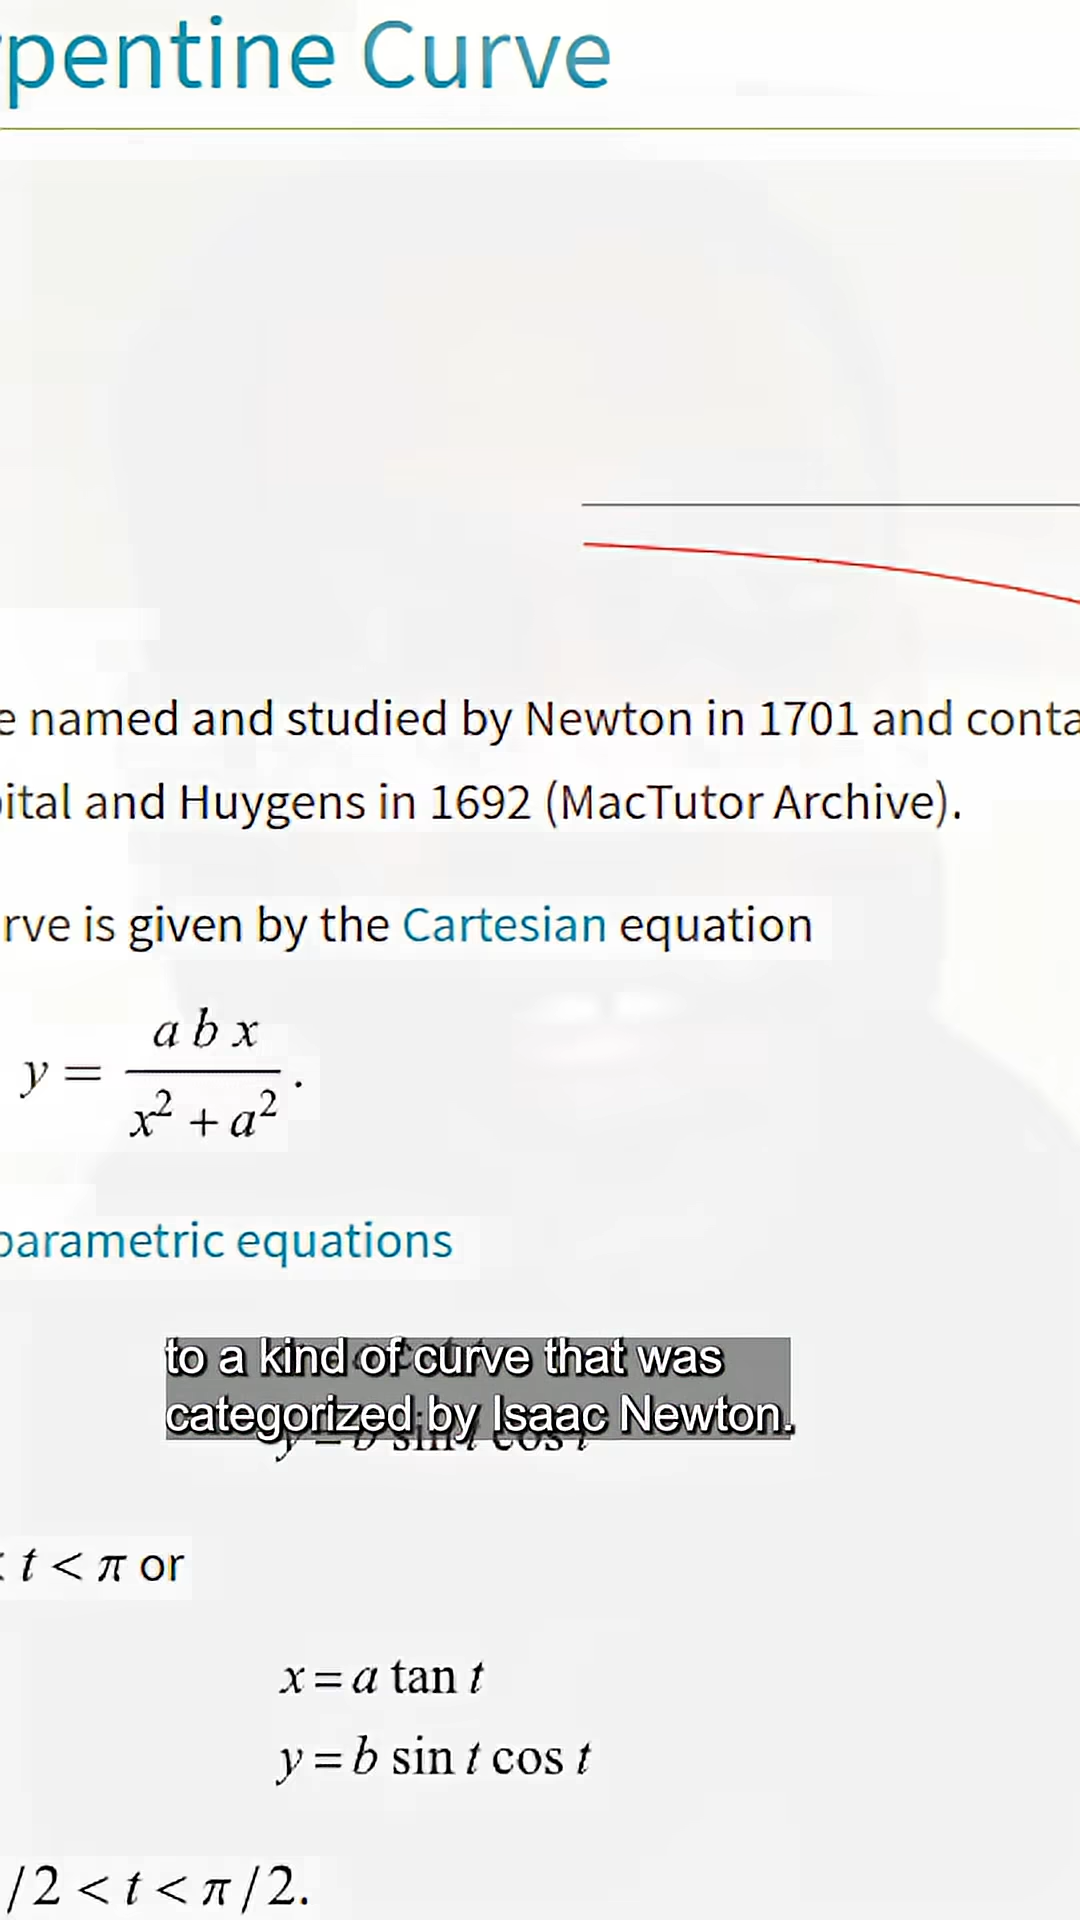 pentine Curve
e named and studied by Newton in 1701 and conta
ital and Huygens in 1692 (MacTutor Archive).
rve is given by the Cartesian equation
y = a b x / x² + a² .
parametric equations
to a kind of curve that was
categorized by Isaac Newton.
y = b sin t cos t
t < π or
x = a tan t
y = b sin t cos t
/2 < t < π/2.